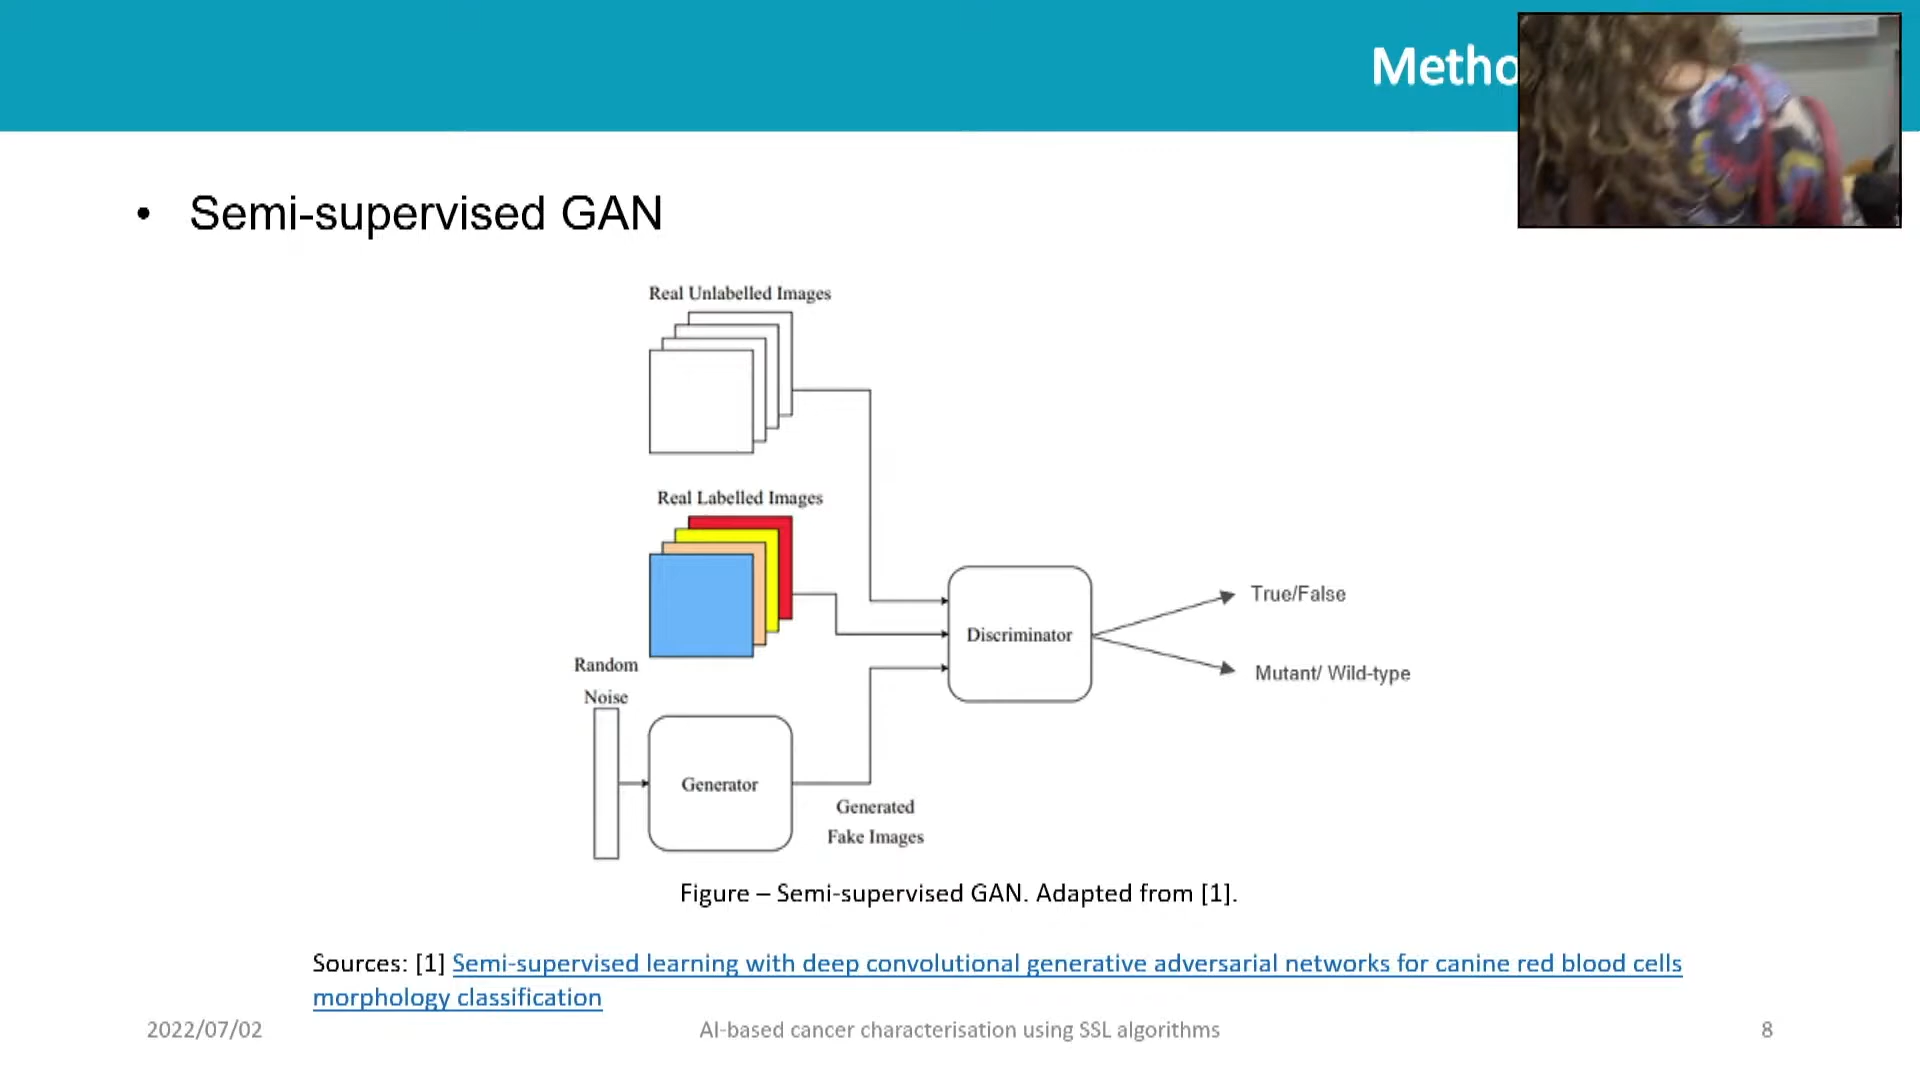 Metho
• Semi-supervised GAN
Real Unlabelled Images
Real Labelled Images
Random
Noise
Generator
Generated
Fake Images
Discriminator
True/False
Mutant/ Wild-type
Figure – Semi-supervised GAN. Adapted from [1].
Sources: [1] Semi-supervised learning with deep convolutional generative adversarial networks for canine red blood cells
morphology classification
2022/07/02
AI-based cancer characterisation using SSL algorithms
8